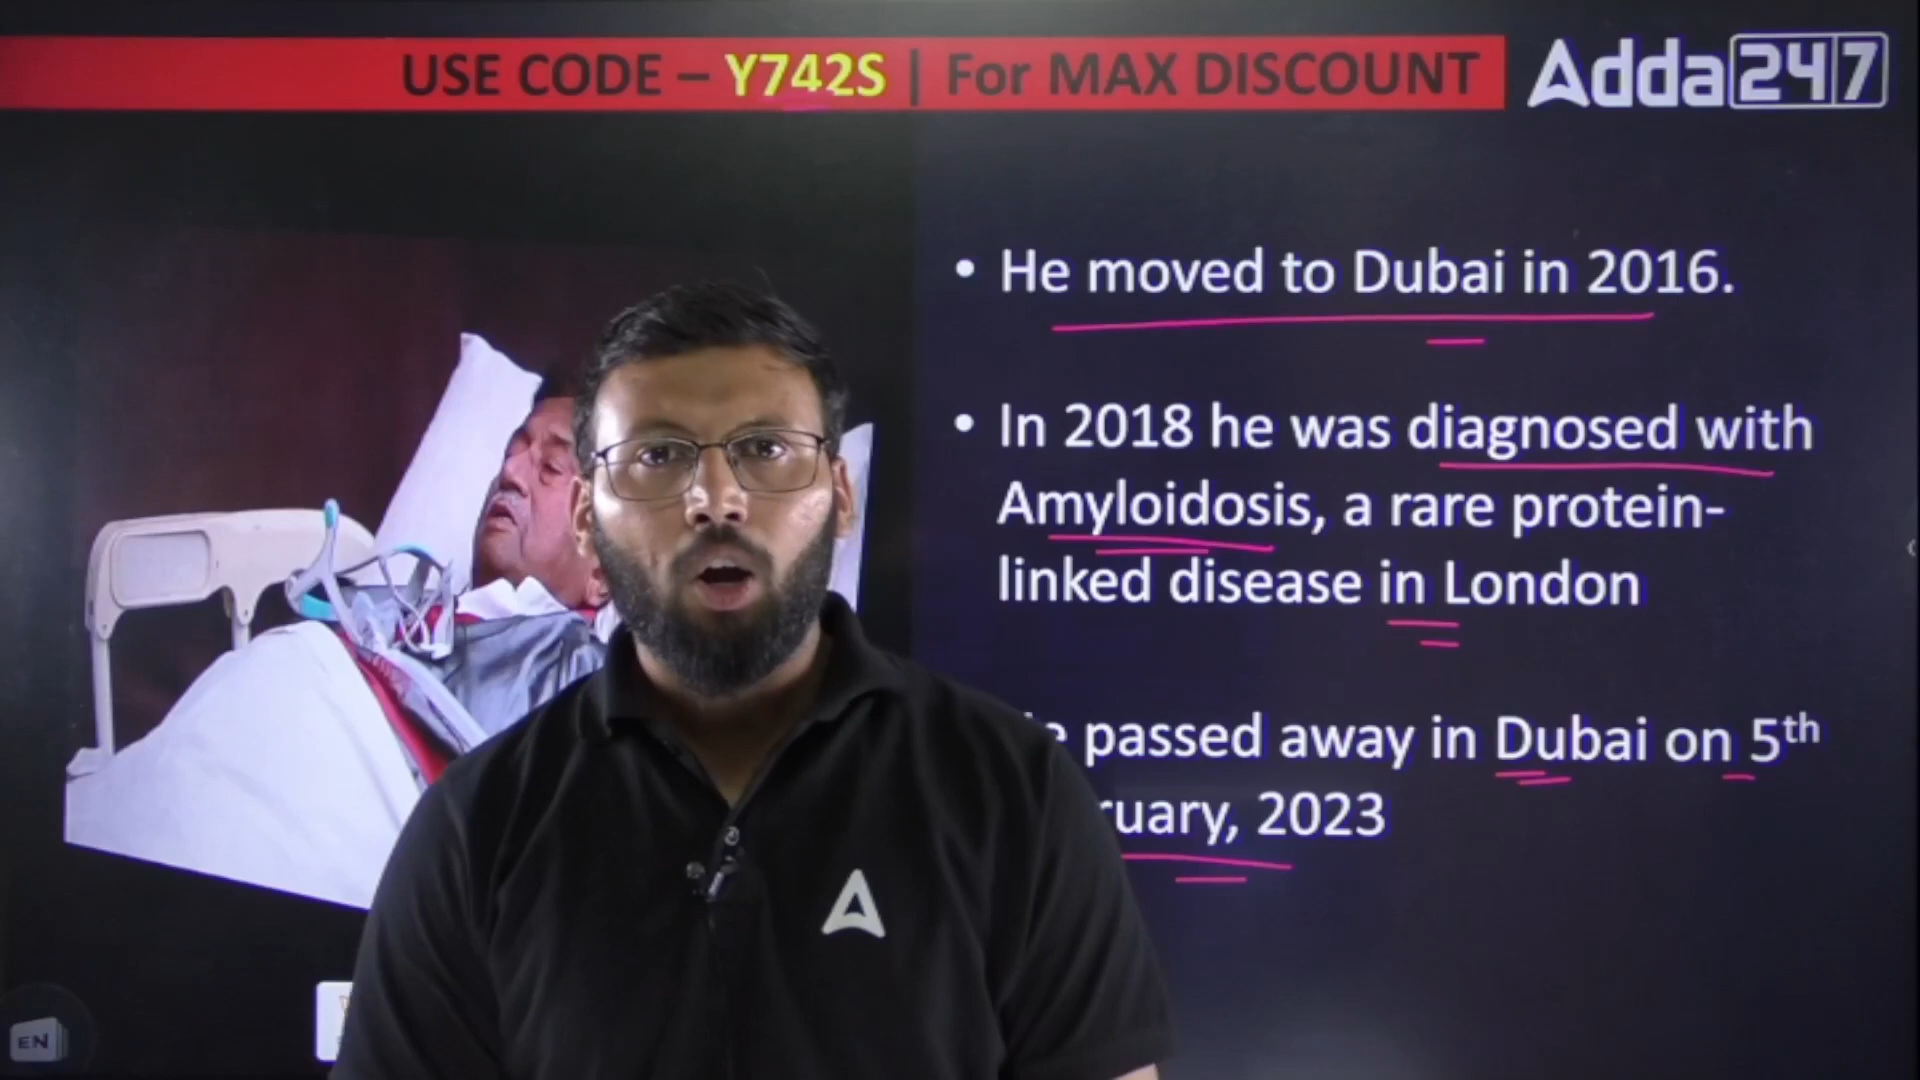 USE CODE – Y742S | For MAX DISCOUNT
Adda247
• He moved to Dubai in 2016.
• In 2018 he was diagnosed with
Amyloidosis, a rare protein-
linked disease in London
passed away in Dubai on 5th
2023
EN